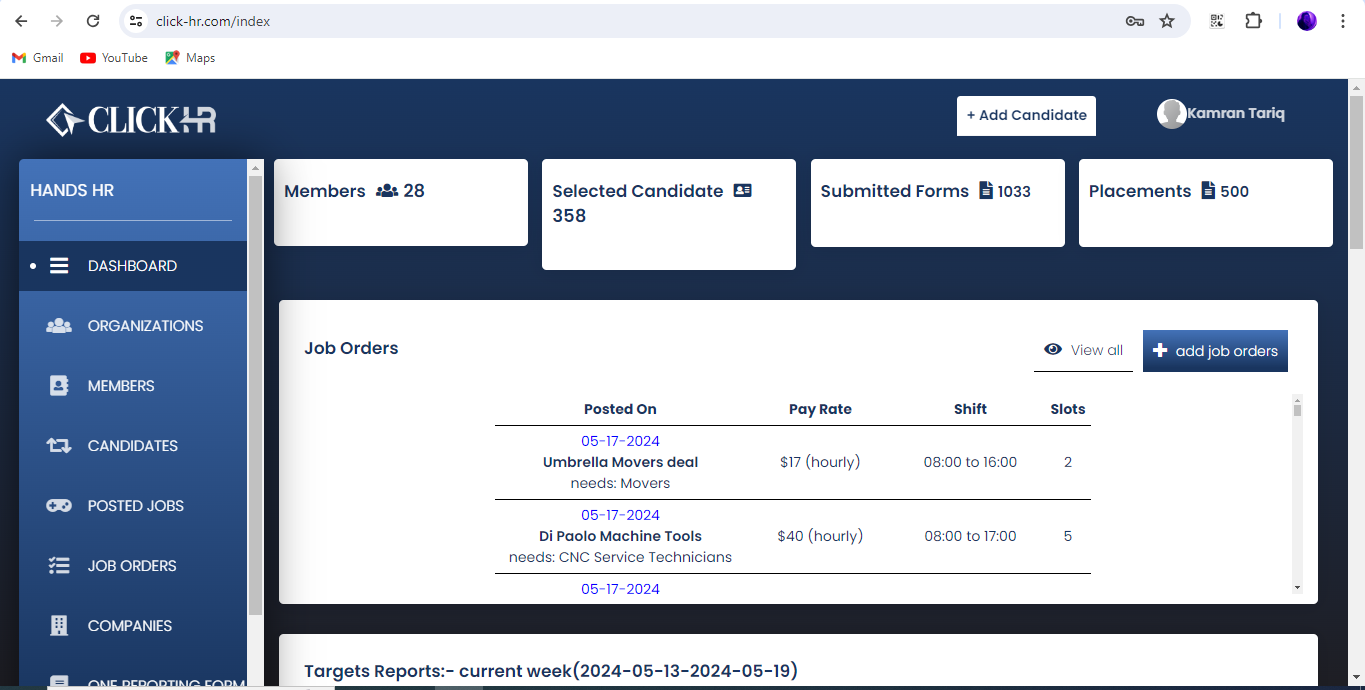 click-hr.com/index
Gmail YouTube Maps
CLICKHR
+ Add Candidate
Kamran Tariq
HANDS HR
DASHBOARD
ORGANIZATIONS
MEMBERS
CANDIDATES
POSTED JOBS
JOB ORDERS
COMPANIES
ONE REPORTING FORM
Members 28
Selected Candidate
358
Submitted Forms 1033
Placements 500
Job Orders
View all
add job orders
Posted On Pay Rate Shift Slots
05-17-2024
Umbrella Movers deal
needs: Movers
$17 (hourly) 08:00 to 16:00 2
05-17-2024
Di Paolo Machine Tools
needs: CNC Service Technicians
$40 (hourly) 08:00 to 17:00 5
05-17-2024
Targets Reports:- current week(2024-05-13-2024-05-19)